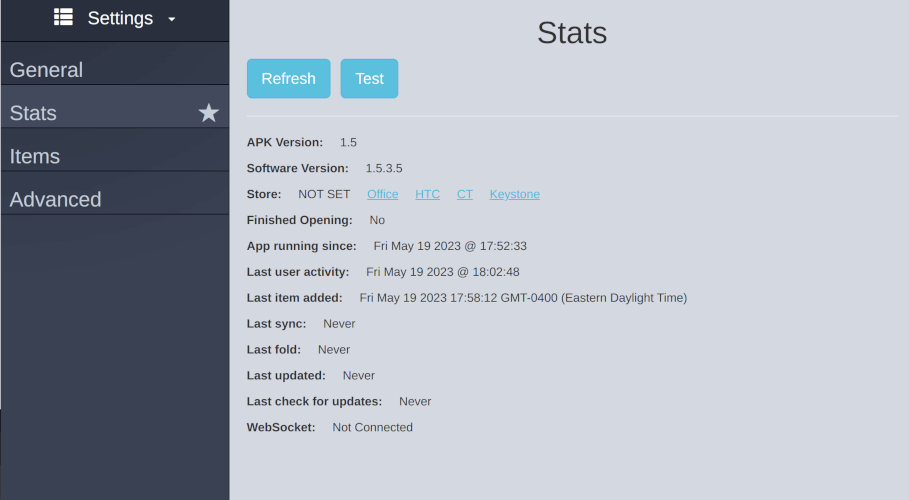 Settings
General
Stats
Items
Advanced
Stats
Refresh Test
APK Version: 1.5
Software Version: 1.5.3.5
Store: NOT SET Office HTC CT Keystone
Finished Opening: No
App running since: Fri May 19 2023 @ 17:52:33
Last user activity: Fri May 19 2023 @ 18:02:48
Last item added: Fri May 19 2023 17:58:12 GMT-0400 (Eastern Daylight Time)
Last sync: Never
Last fold: Never
Last updated: Never
Last check for updates: Never
WebSocket: Not Connected